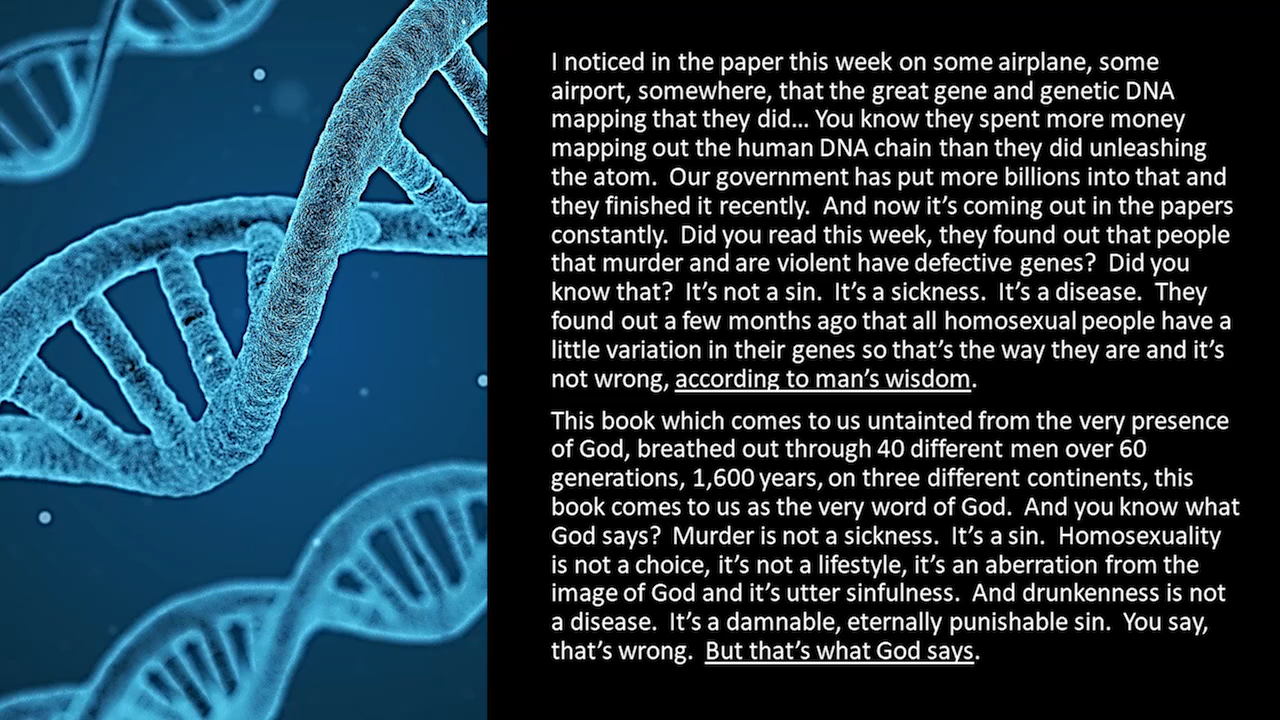 I noticed in the paper this week on some airplane, some
airport, somewhere, that the great gene and genetic DNA
mapping that they did... You know they spent more money
mapping out the human DNA chain than they did unleashing
the atom.  Our government has put more billions into that and
they finished it recently.  And now it’s coming out in the papers
constantly.  Did you read this week, they found out that people
that murder and are violent have defective genes?  Did you
know that?  It’s not a sin.  It’s a sickness.  It’s a disease.  They
found out a few months ago that all homosexual people have a
little variation in their genes so that’s the way they are and it’s
not wrong, according to man’s wisdom.
This book which comes to us untainted from the very presence
of God, breathed out through 40 different men over 60
generations, 1,600 years, on three different continents, this
book comes to us as the very word of God.  And you know what
God says?  Murder is not a sickness.  It’s a sin.  Homosexuality
is not a choice, it’s not a lifestyle, it’s an aberration from the
image of God and it’s utter sinfulness.  And drunkenness is not
a disease.  It’s a damnable, eternally punishable sin.  You say,
that’s wrong.  But that’s what God says.